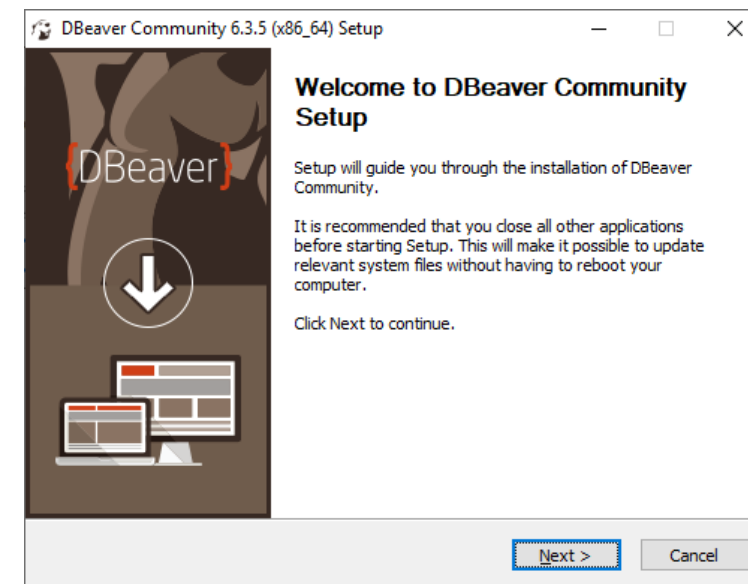 DBeaver Community 6.3.5 (x86_64) Setup
{DBeaver}
Welcome to DBeaver Community
Setup
Setup will guide you through the installation of DBeaver
Community.
It is recommended that you close all other applications
before starting Setup. This will make it possible to update
relevant system files without having to reboot your
computer.
Click Next to continue.
Next >
Cancel